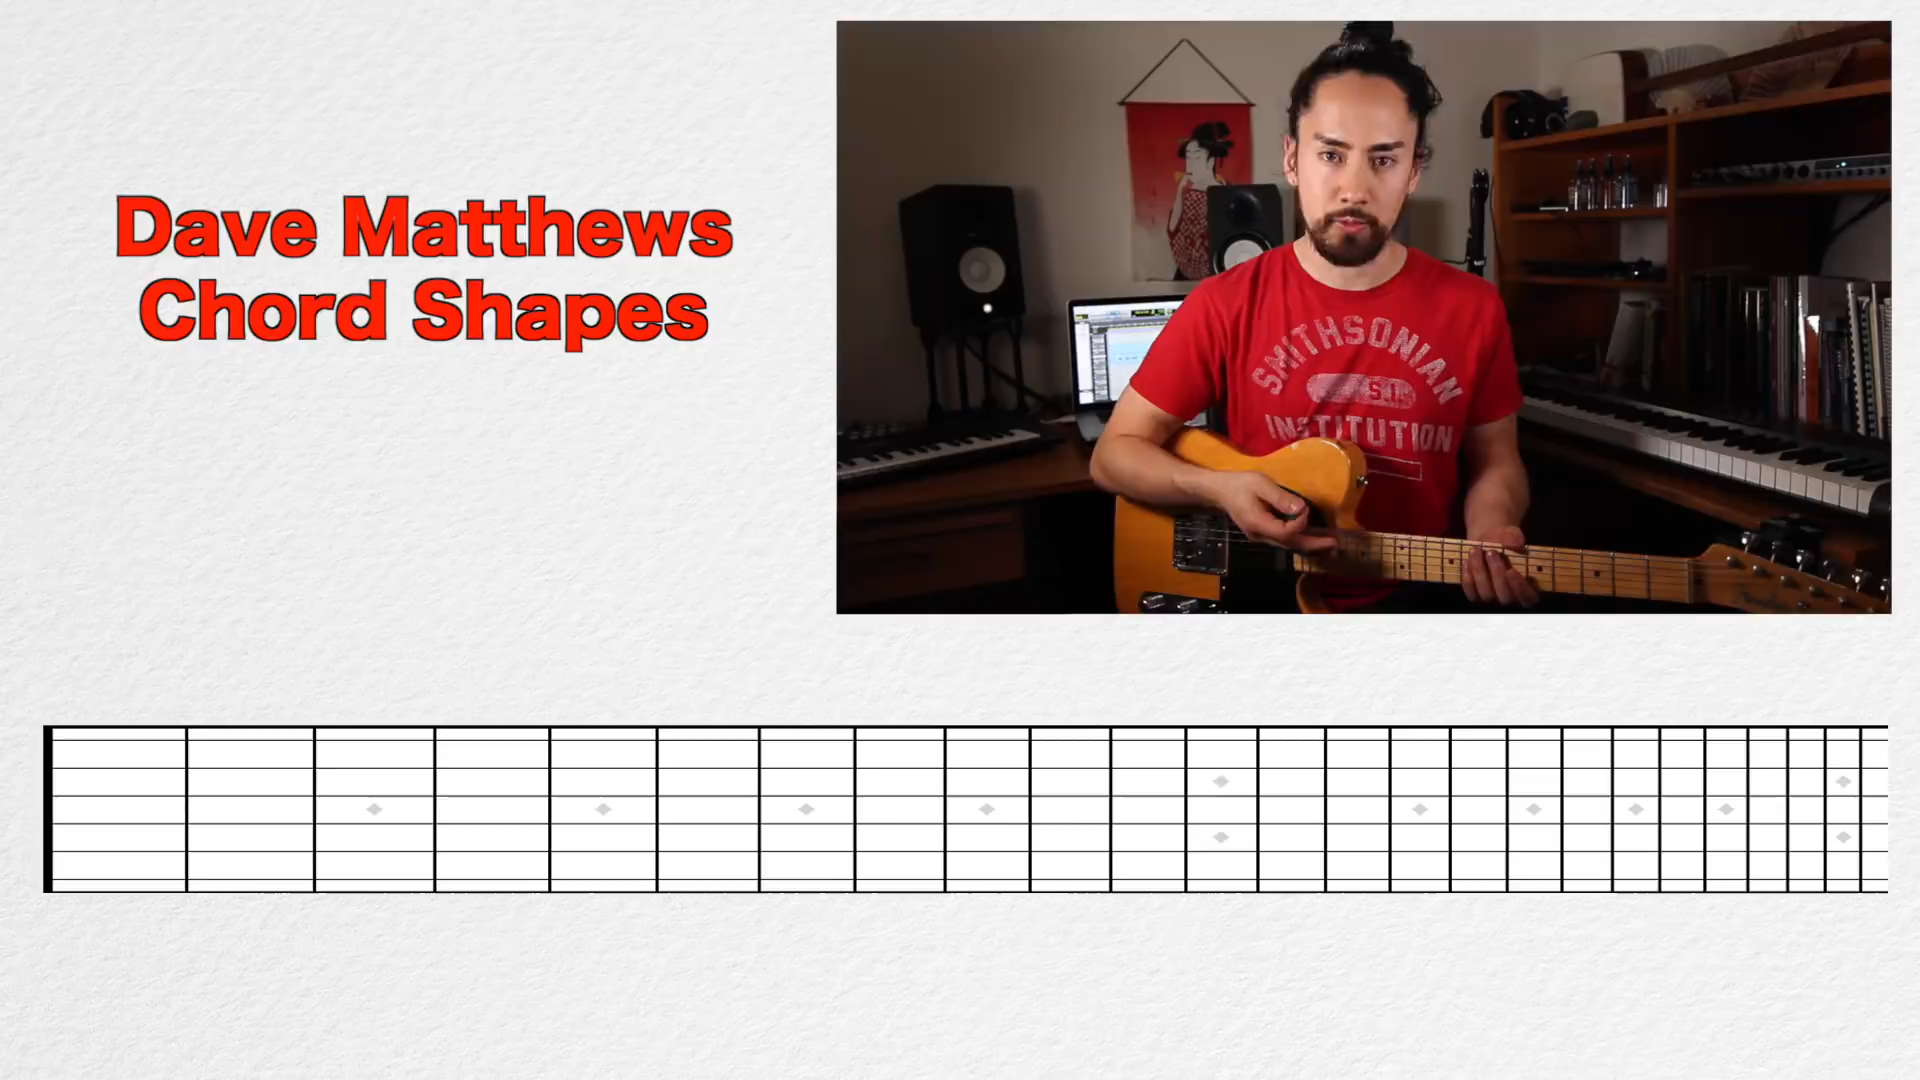 Dave Matthews
Chord Shapes
SMITHSONIAN
S.I.
INSTITUTION